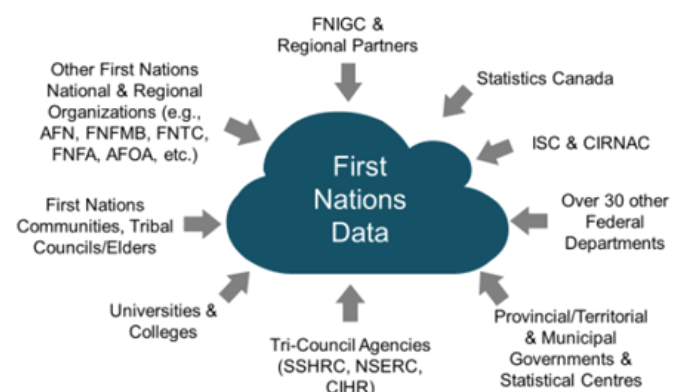 FNIGC &
Regional Partners
Other First Nations
National & Regional
Organizations (e.g.,
AFN, FNFMB, FNTC,
FNFA, AFOA, etc.)
Statistics Canada
ISC & CIRNAC
First
Nations
Data
First Nations
Communities, Tribal
Councils/Elders
Over 30 other
Federal
Departments
Universities &
Colleges
Tri-Council Agencies
(SSHRC, NSERC,
CIHR)
Provincial/Territorial
& Municipal
Governments &
Statistical Centres